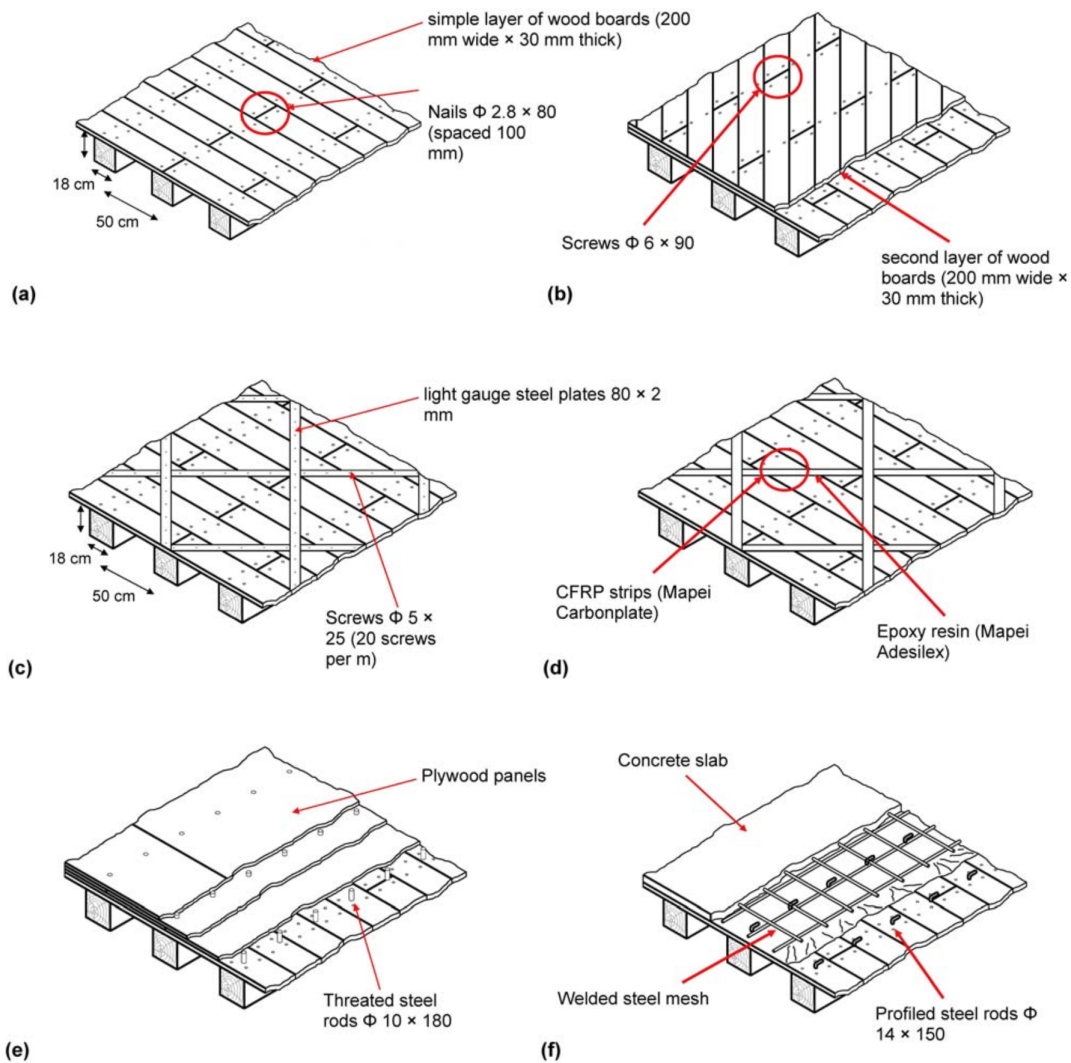 simple layer of wood boards (200
mm wide × 30 mm thick)
Nails Φ 2.8 × 80
(spaced 100
mm)
18 cm
50 cm
(a)
Screws Φ 6 × 90
second layer of wood
boards (200 mm wide ×
30 mm thick)
(b)
light gauge steel plates 80 × 2
mm
18 cm
50 cm
Screws Φ 5 ×
25 (20 screws
per m)
(c)
CFRP strips (Mapei
Carbonplate)
Epoxy resin (Mapei
Adesilex)
(d)
Plywood panels
Threated steel
rods Φ 10 × 180
(e)
Concrete slab
Welded steel mesh
Profiled steel rods Φ
14 × 150
(f)